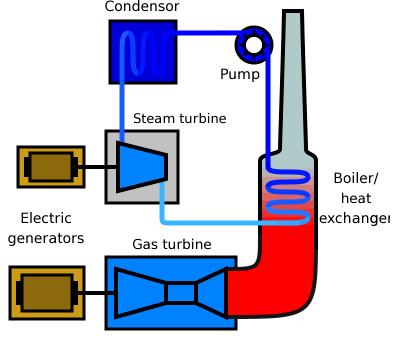 Condensor
Pump
Steam turbine
Boiler/
heat
exchanger
Electric
generators
Gas turbine